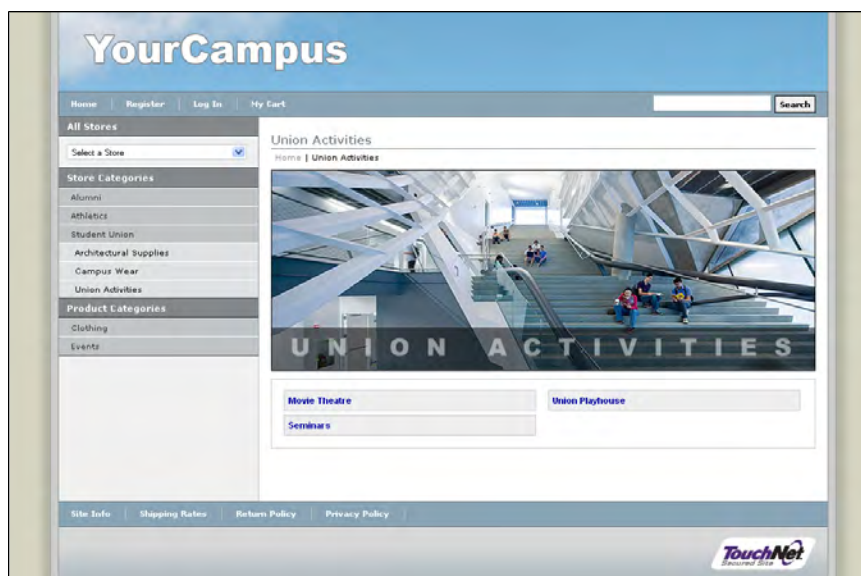 YourCampus
Home Register Log In My Cart Search
All Stores
Select a Store
Store Categories
Alumni
Athletics
Student Union
Architectural Supplies
Campus Wear
Union Activities
Product Categories
Clothing
Events
Union Activities
Home | Union Activities
UNION ACTIVITIES
Movie Theatre
Union Playhouse
Seminars
Site Info Shipping Rates Return Policy Privacy Policy
TouchNet
Secured Site